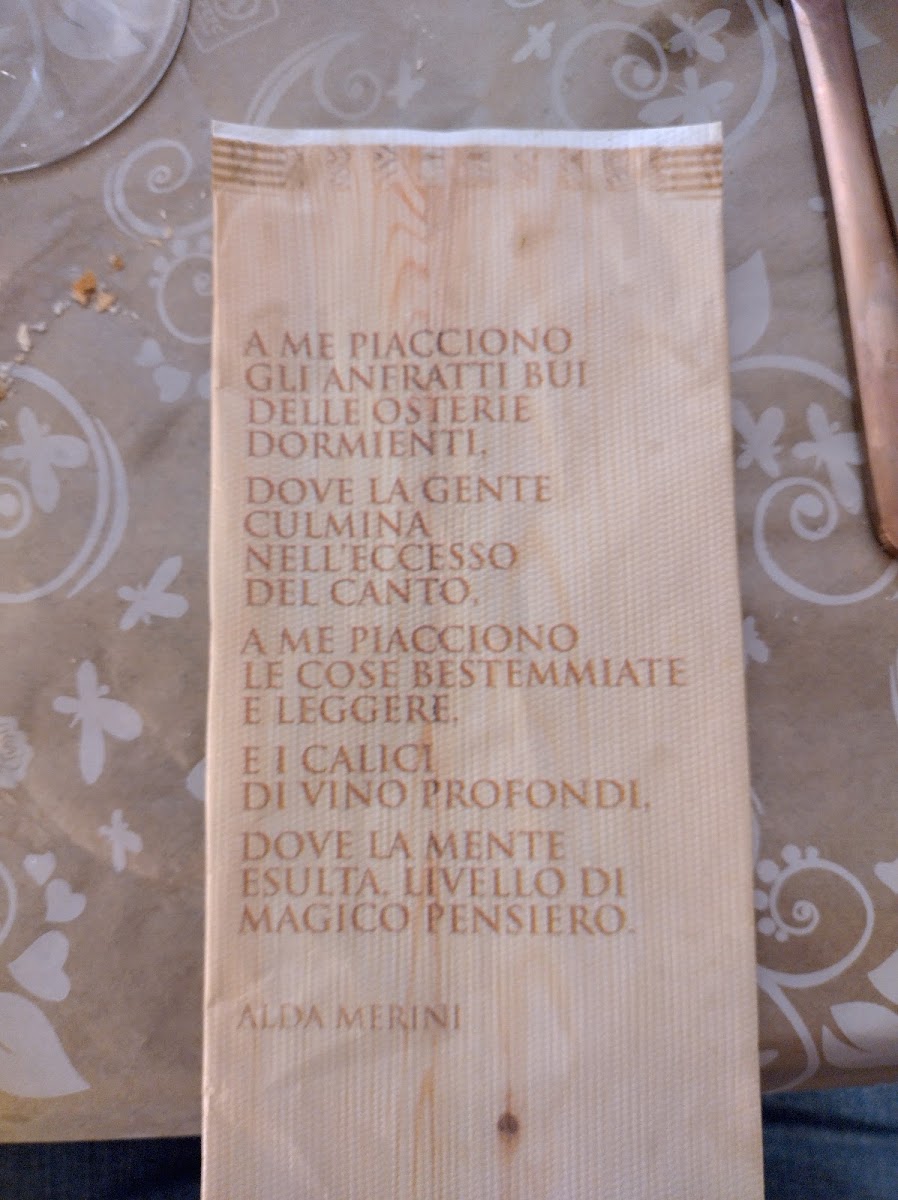 A ME PIACCIONO
GLI ANFRATTI BUI
DELLE OSTERIE
DORMIENTI,
DOVE LA GENTE
CULMINA
NELL'ECCESSO
DEL CANTO,
A ME PIACCIONO
LE COSE BESTEMMIATE
E LEGGERE,
E I CALICI
DI VINO PROFONDI,
DOVE LA MENTE
ESULTA, LIVELLO DI
MAGICO PENSIERO.
ALDA MERINI